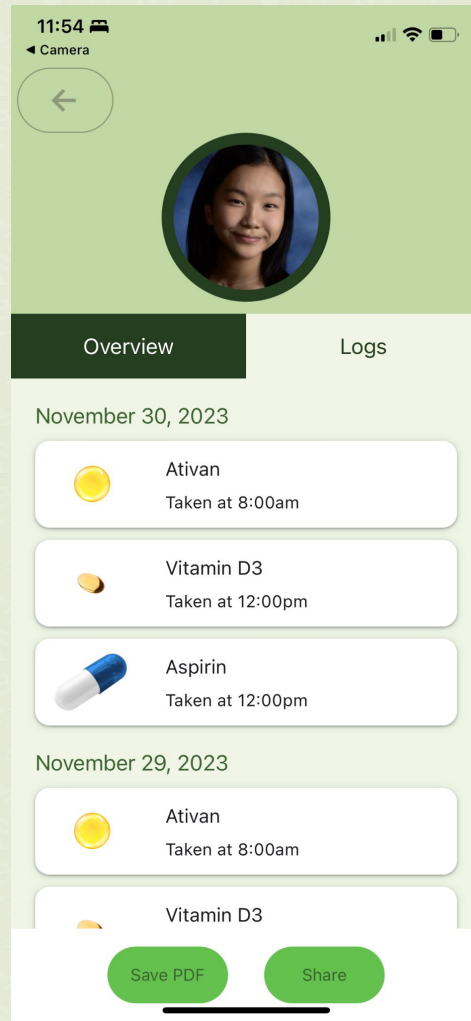 11:54
Camera
Overview
Logs
November 30, 2023
Ativan
Taken at 8:00am
Vitamin D3
Taken at 12:00pm
Aspirin
Taken at 12:00pm
November 29, 2023
Ativan
Taken at 8:00am
Vitamin D3
Save PDF
Share